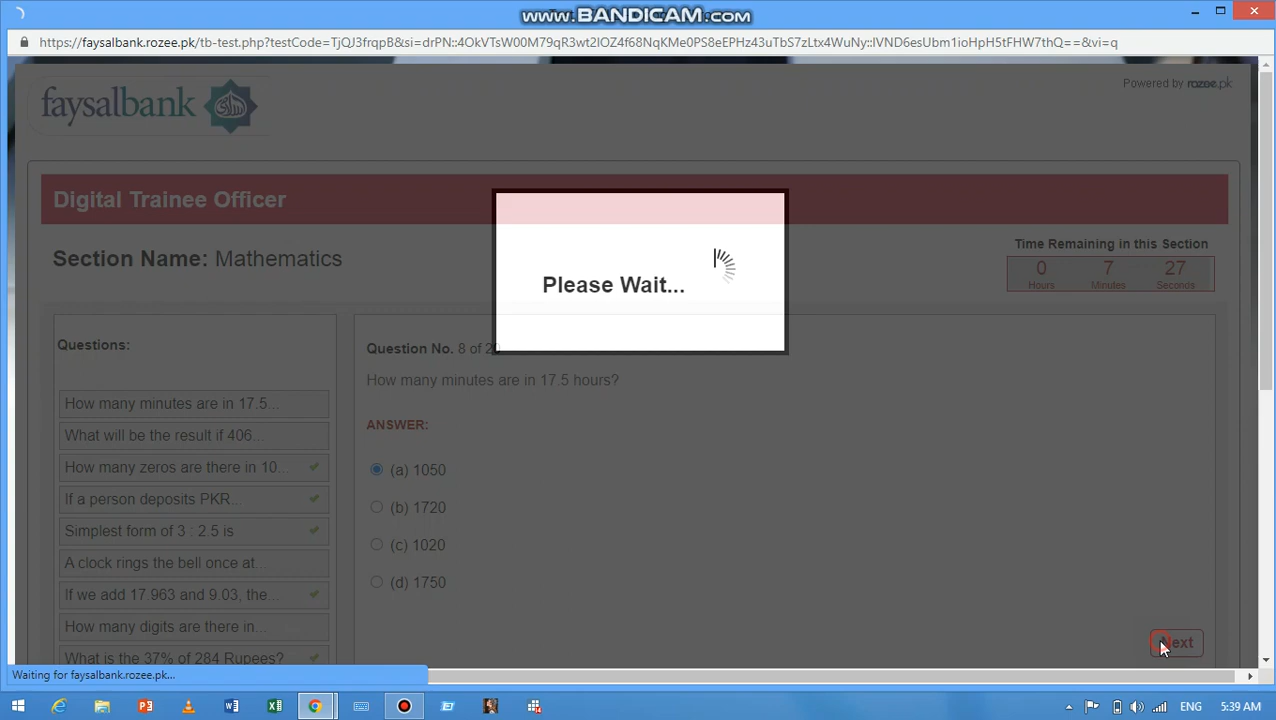 www.BANDICAM.com
https://faysalbank.rozee.pk/tb-test.php?testCode=TjQJ3frqpB&si=drPN::4OkVTsW00M79qR3wt2IOZ4f68NqKMe0PS8eEPHz43uTbS7zLtx4WuNy::IVND6esUbm1ioHpH5tFHW7thQ==&vi=q
faysalbank
Powered by rozee.pk
Digital Trainee Officer
Section Name: Mathematics
Time Remaining in this Section
0 7 27
Hours Minutes Seconds
Please Wait...
Questions:
How many minutes are in 17.5...
What will be the result if 406...
How many zeros are there in 10...
If a person deposits PKR...
Simplest form of 3 : 2.5 is
A clock rings the bell once at...
If we add 17.963 and 9.03, the...
How many digits are there in...
What is the 37% of 284 Rupees?
Question No. 8 of 20
How many minutes are in 17.5 hours?
ANSWER:
(a) 1050
(b) 1720
(c) 1020
(d) 1750
Next
Waiting for faysalbank.rozee.pk...
ENG
5:39 AM